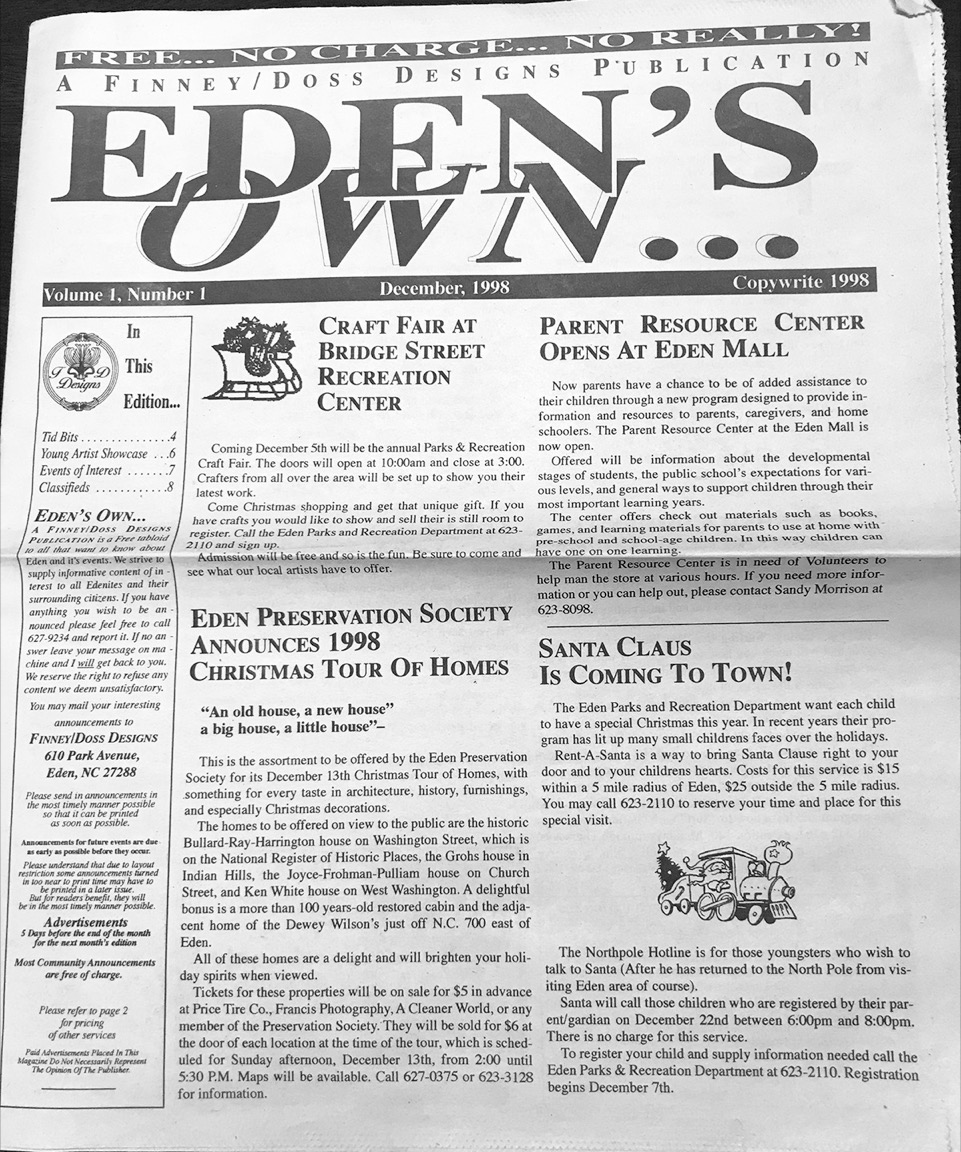 FREE... NO CHARGE... NO REALLY!
A FINNEY/DOSS DESIGNS PUBLICATION
EDEN'S
OWN...
Volume 1, Number 1 December, 1998 Copywrite 1998
T D
Designs
In
This
Edition...
Tid Bits . . . . . . . . . . . . . . .4
Young Artist Showcase . . .6
Events of Interest . . . . . . .7
Classifieds . . . . . . . . . . . .8
EDEN'S OWN...
A FINNEY/DOSS DESIGNS
PUBLICATION is a Free tabloid
to all that want to know about
Eden and it's events. We strive to
supply informative content of in-
terest to all Edenites and their
surrounding citizens. If you have
anything you wish to be an-
nounced please feel free to call
627-9234 and report it. If no an-
swer leave your message on ma-
chine and I will get back to you.
We reserve the right to refuse any
content we deem unsatisfactory.
You may mail your interesting
announcements to
FINNEY/DOSS DESIGNS
610 Park Avenue,
Eden, NC 27288
Please send in announcements in
the most timely manner possible
so that it can be printed
as soon as possible.
Announcements for future events are due
as early as possible before they occur.
Please understand that due to layout
restriction some announcements turned
in too near to print time may have to
be printed in a later issue.
But for readers benefit, they will
be in the most timely manner possible.
Advertisements
5 Days before the end of the month
for the next month's edition
Most Community Announcements
are free of charge.
Please refer to page 2
for pricing
of other services
Paid Advertisements Placed In This
Magazine Do Not Necessarily Represent
The Opinion Of The Publisher.
CRAFT FAIR AT
BRIDGE STREET
RECREATION
CENTER
Coming December 5th will be the annual Parks & Recreation
Craft Fair. The doors will open at 10:00am and close at 3:00.
Crafters from all over the area will be set up to show you their
latest work.
Come Christmas shopping and get that unique gift. If you
have crafts you would like to show and sell their is still room to
register. Call the Eden Parks and Recreation Department at 623-
2110 and sign up.
Admission will be free and so is the fun. Be sure to come and
see what our local artists have to offer.
EDEN PRESERVATION SOCIETY
ANNOUNCES 1998
CHRISTMAS TOUR OF HOMES
“An old house, a new house”
a big house, a little house”–
This is the assortment to be offered by the Eden Preservation
Society for its December 13th Christmas Tour of Homes, with
something for every taste in architecture, history, furnishings,
and especially Christmas decorations.
The homes to be offered on view to the public are the historic
Bullard-Ray-Harrington house on Washington Street, which is
on the National Register of Historic Places, the Grohs house in
Indian Hills, the Joyce-Frohman-Pulliam house on Church
Street, and Ken White house on West Washington. A delightful
bonus is a more than 100 years-old restored cabin and the adja-
cent home of the Dewey Wilson's just off N.C. 700 east of
Eden.
All of these homes are a delight and will brighten your holi-
day spirits when viewed.
Tickets for these properties will be on sale for $5 in advance
at Price Tire Co., Francis Photography, A Cleaner World, or any
member of the Preservation Society. They will be sold for $6 at
the door of each location at the time of the tour, which is sched-
uled for Sunday afternoon, December 13th, from 2:00 until
5:30 P.M. Maps will be available. Call 627-0375 or 623-3128
for information.
PARENT RESOURCE CENTER
OPENS AT EDEN MALL
Now parents have a chance to be of added assistance to
their children through a new program designed to provide in-
formation and resources to parents, caregivers, and home
schoolers. The Parent Resource Center at the Eden Mall is
now open.
Offered will be information about the developmental
stages of students, the public school's expectations for vari-
ous levels, and general ways to support children through their
most important learning years.
The center offers check out materials such as books,
games, and learning materials for parents to use at home with
pre-school and school-age children. In this way children can
have one on one learning.
The Parent Resource Center is in need of Volunteers to
help man the store at various hours. If you need more infor-
mation or you can help out, please contact Sandy Morrison at
623-8098.
SANTA CLAUS
IS COMING TO TOWN!
The Eden Parks and Recreation Department want each child
to have a special Christmas this year. In recent years their pro-
gram has lit up many small childrens faces over the holidays.
Rent-A-Santa is a way to bring Santa Clause right to your
door and to your childrens hearts. Costs for this service is $15
within a 5 mile radius of Eden, $25 outside the 5 mile radius.
You may call 623-2110 to reserve your time and place for this
special visit.
The Northpole Hotline is for those youngsters who wish to
talk to Santa (After he has returned to the North Pole from vis-
iting Eden area of course).
Santa will call those children who are registered by their par-
ent/gardian on December 22nd between 6:00pm and 8:00pm.
There is no charge for this service.
To register your child and supply information needed call the
Eden Parks & Recreation Department at 623-2110. Registration
begins December 7th.